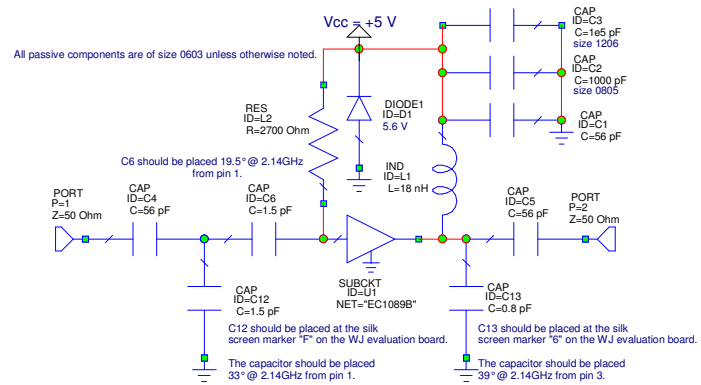 Vcc = +5 V
All passive components are of size 0603 unless otherwise noted.
CAP
ID=C3
C=1e5 pF
size 1206
CAP
ID=C2
C=1000 pF
size 0805
CAP
ID=C1
C=56 pF
RES
ID=L2
R=2700 Ohm
DIODE1
ID=D1
5.6 V
C6 should be placed 19.5° @ 2.14GHz
from pin 1.
IND
ID=L1
L=18 nH
PORT
P=1
Z=50 Ohm
CAP
ID=C4
C=56 pF
CAP
ID=C6
C=1.5 pF
CAP
ID=C5
C=56 pF
PORT
P=2
Z=50 Ohm
SUBCKT
ID=U1
NET="EC1089B"
CAP
ID=C12
C=1.5 pF
CAP
ID=C13
C=0.8 pF
C12 should be placed at the silk
screen marker "F" on the WJ evaluation board.
The capacitor should be placed
33° @ 2.14GHz from pin 1.
C13 should be placed at the silk
screen marker "6" on the WJ evaluation board.
The capacitor should be placed
39° @ 2.14GHz from pin 3.